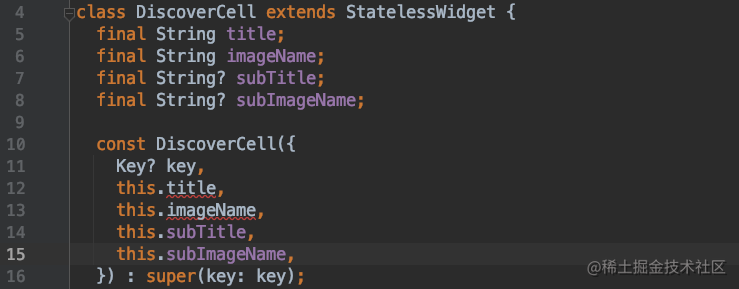 4 class DiscoverCell extends StatelessWidget {
5 final String title;
6 final String imageName;
7 final String? subTitle;
8 final String? subImageName;
9
10 const DiscoverCell({
11 Key? key,
12 this.title,
13 this.imageName,
14 this.subTitle,
15 this.subImageName,
16 }) : super(key: key);
@稀土掘金技术社区